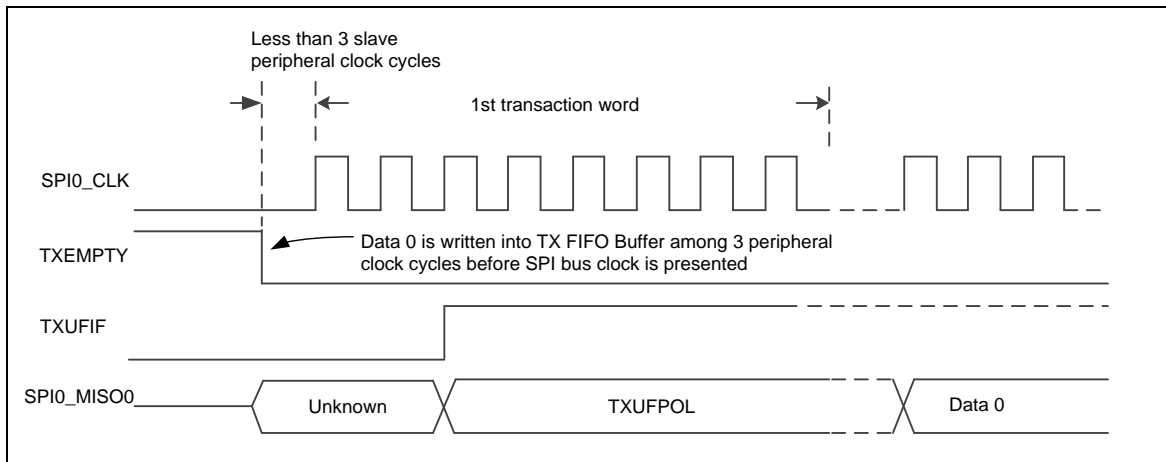 Less than 3 slave
peripheral clock cycles
1st transaction word
SPI0_CLK
TXEMPTY
Data 0 is written into TX FIFO Buffer among 3 peripheral
clock cycles before SPI bus clock is presented
TXUFIF
SPI0_MISO0
Unknown
TXUFPOL
Data 0